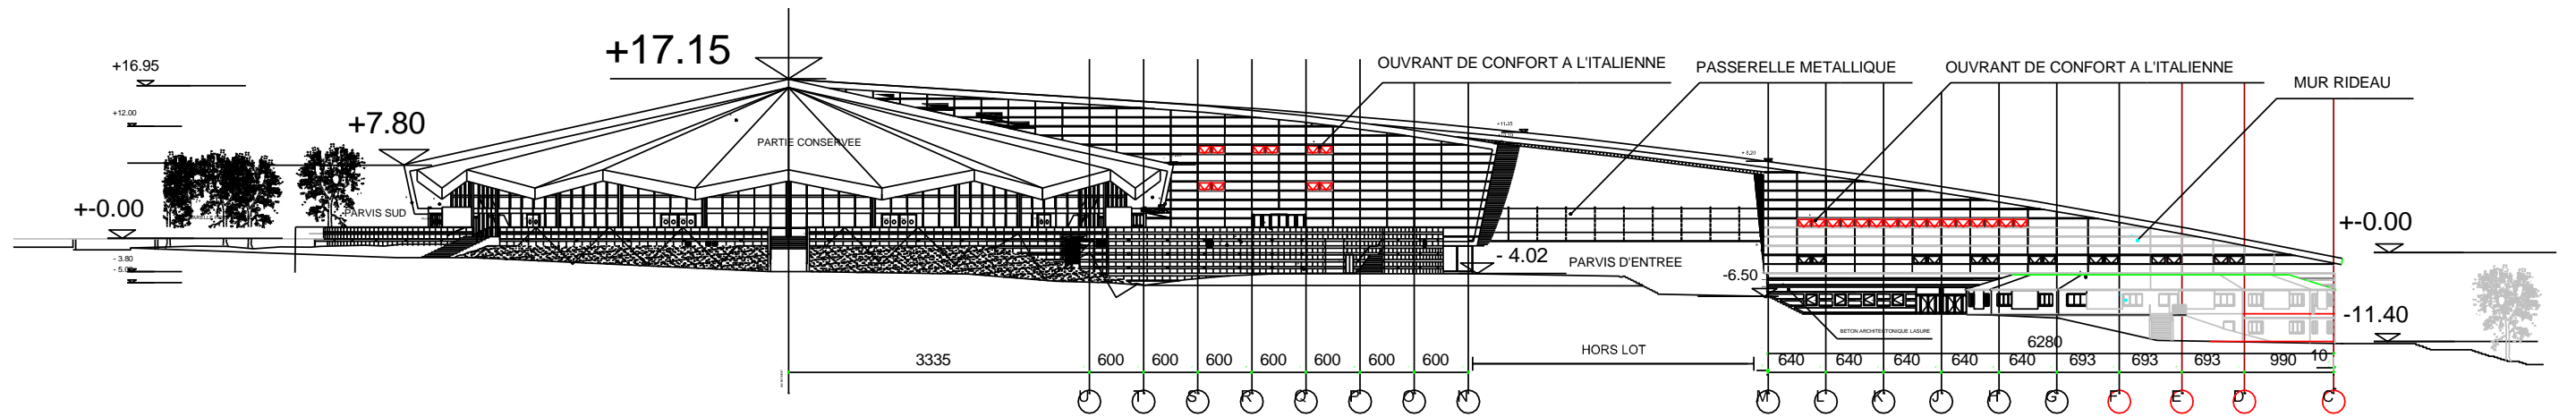 +17.15
OUVRANT DE CONFORT A L'ITALIENNE
PASSERELLE METALLIQUE
OUVRANT DE CONFORT A L'ITALIENNE
MUR RIDEAU
+16.95
+12.00
+7.80
PARTIE CONSERVEE
+-0.00
PARVIS SUD
+-0.00
- 3.80
- 4.02
PARVIS D'ENTREE
-6.50
-11.40
BETON ARCHITECTONIQUE LASURE
HORS LOT
6280
3335 600 600 600 600 600 600 600
640 640 640 640 640 693 693 693 990 10
U T S R Q P O N M L K J H G F E D C